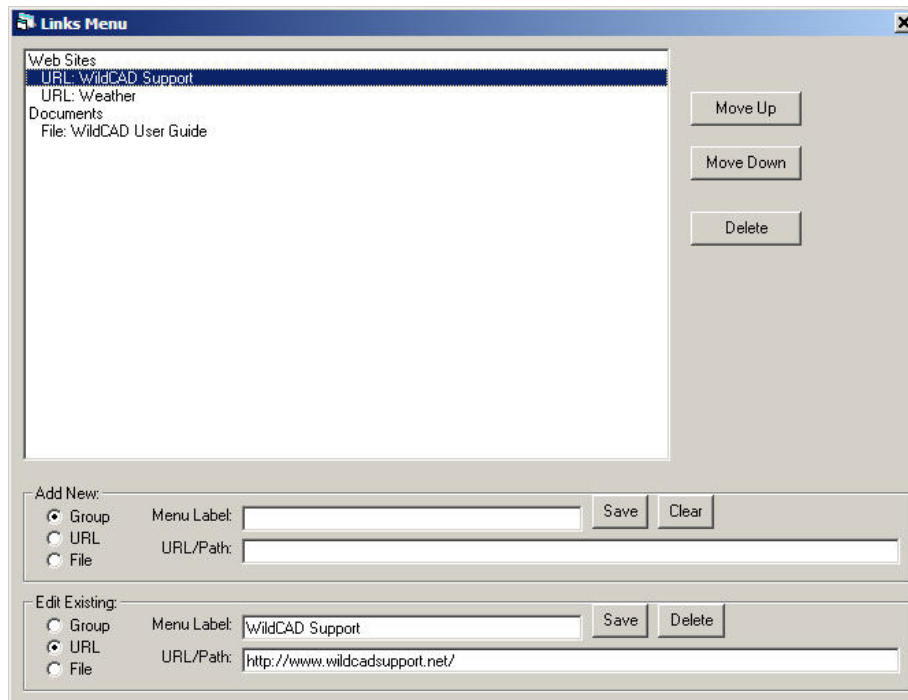 Links Menu
Web Sites
URL: WildCAD Support
URL: Weather
Documents
File: WildCAD User Guide
Move Up
Move Down
Delete
Add New:
Group Menu Label: Save Clear
URL URL/Path:
File
Edit Existing:
Group Menu Label: WildCAD Support Save Delete
URL URL/Path: http://www.wildcadsupport.net/
File